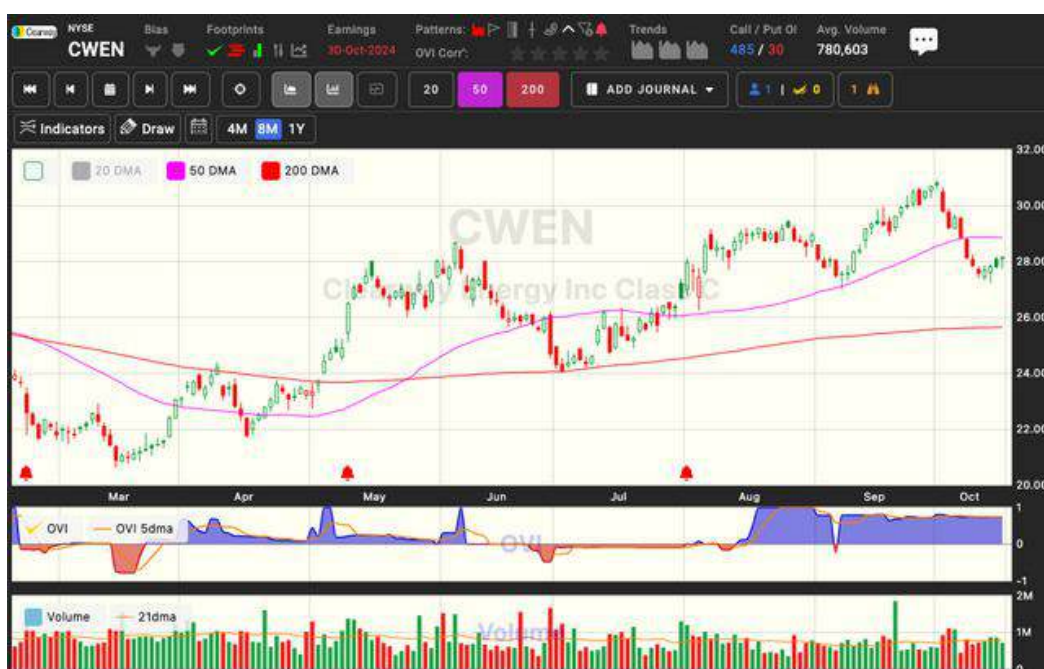 NYSE Bias Footprints Earnings Patterns: Trends Call / Put OI Avg. Volume
CWEN 30-Oct-2024 OVI Corr: 485 / 30 780,603
20 50 200 ADD JOURNAL 1 | 0 1
Indicators Draw 4M 8M 1Y
20 DMA 50 DMA 200 DMA
CWEN
Clearway Energy Inc Class C
32.00
30.00
28.00
26.00
24.00
22.00
20.00
Mar Apr May Jun Jul Aug Sep Oct
OVI OVI 5dma
OVI
1
0
-1
Volume 21dma
Volume
2M
1M
0